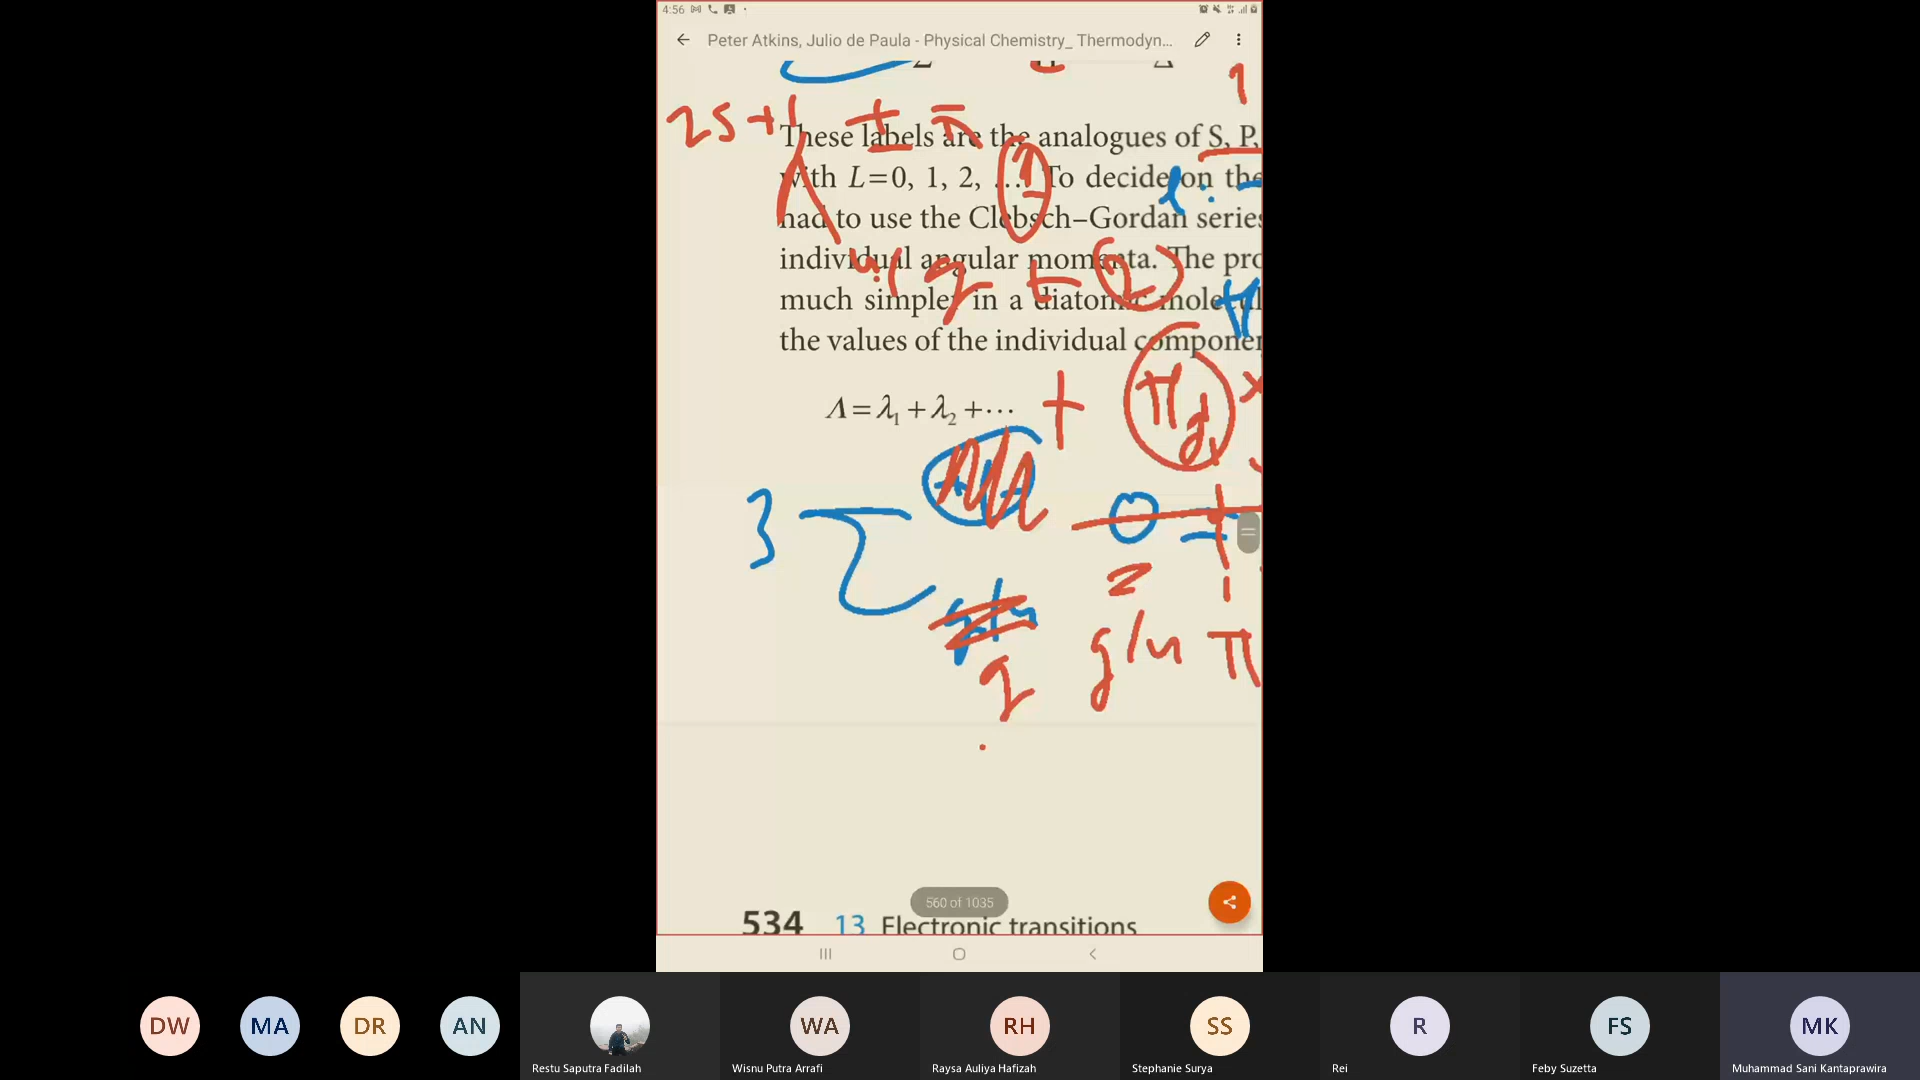 4:56
Peter Atkins, Julio de Paula - Physical Chemistry_ Thermodyn...
2S+1
These labels are the analogues of S, P,
with L=0, 1, 2, .... To decide on the
had to use the Clebsch–Gordan series
individual angular momenta. The pro
much simpler in a diatomic molecul
the values of the individual componen
Λ = λ1 + λ2 + ···
+
3
g/u π
560 of 1035
534 13 Electronic transitions
DW
MA
DR
AN
WA
RH
SS
R
FS
MK
Restu Saputra Fadilah
Wisnu Putra Arrafi
Raysa Auliya Hafizah
Stephanie Surya
Rei
Feby Suzetta
Muhammad Sani Kantaprawira